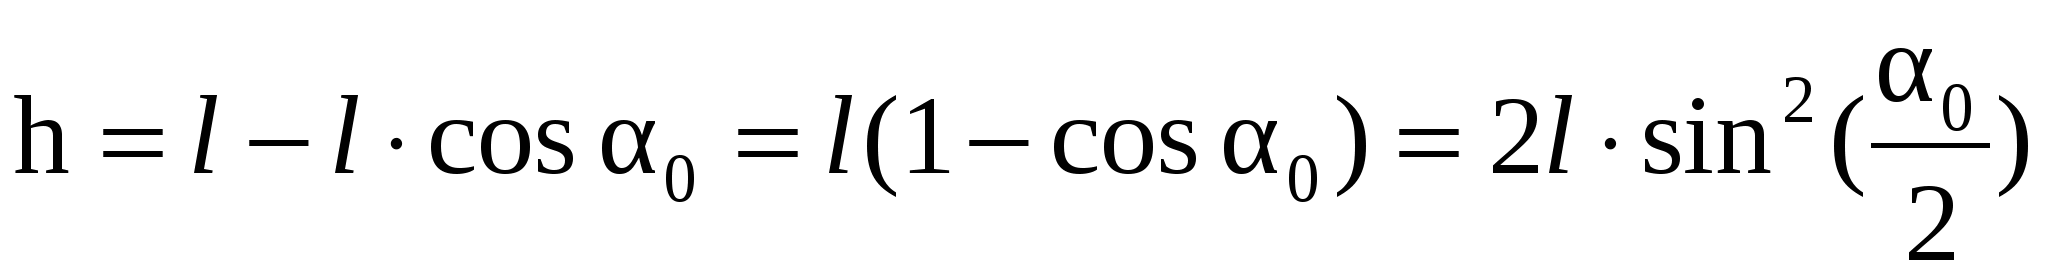 h = l − l · cos α₀ = l(1 − cos α₀) = 2l · sin²(α₀/2)